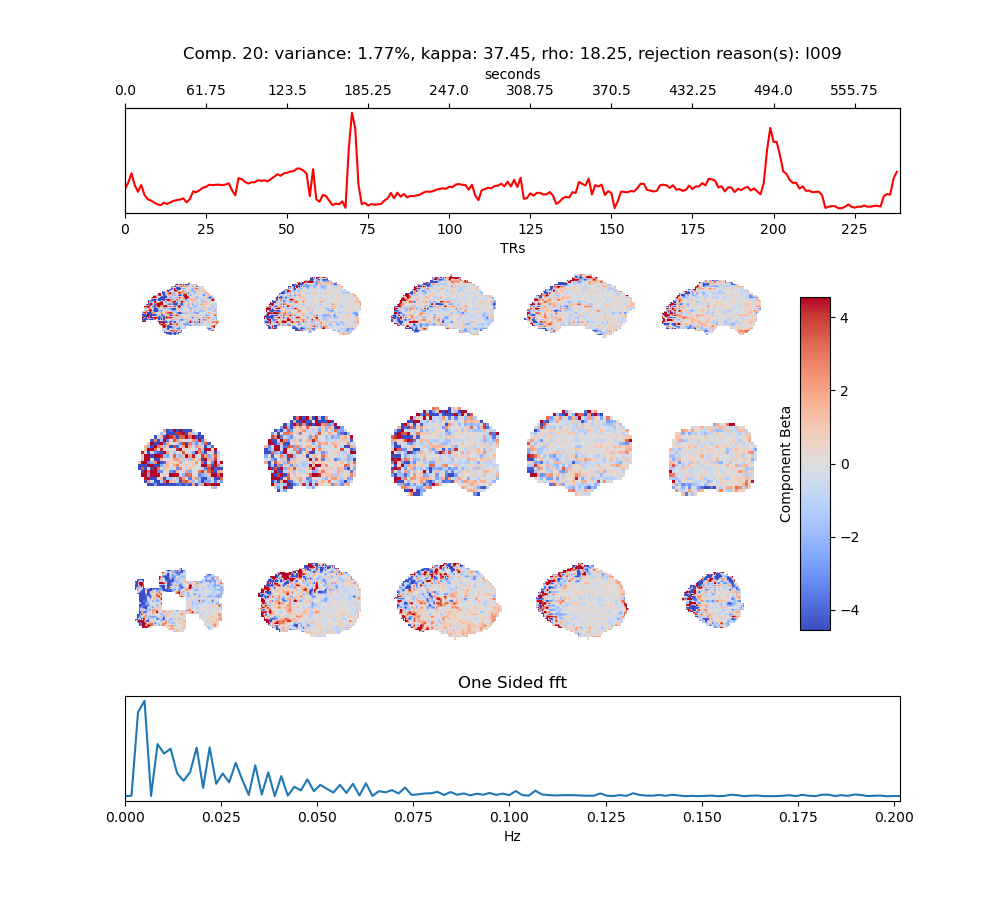 Comp. 20: variance: 1.77%, kappa: 37.45, rho: 18.25, rejection reason(s): I009
seconds
0.0 61.75 123.5 185.25 247.0 308.75 370.5 432.25 494.0 555.75
0 25 50 75 100 125 150 175 200 225
TRs
4
2
0
−2
−4
Component Beta
One Sided fft
0.000 0.025 0.050 0.075 0.100 0.125 0.150 0.175 0.200
Hz